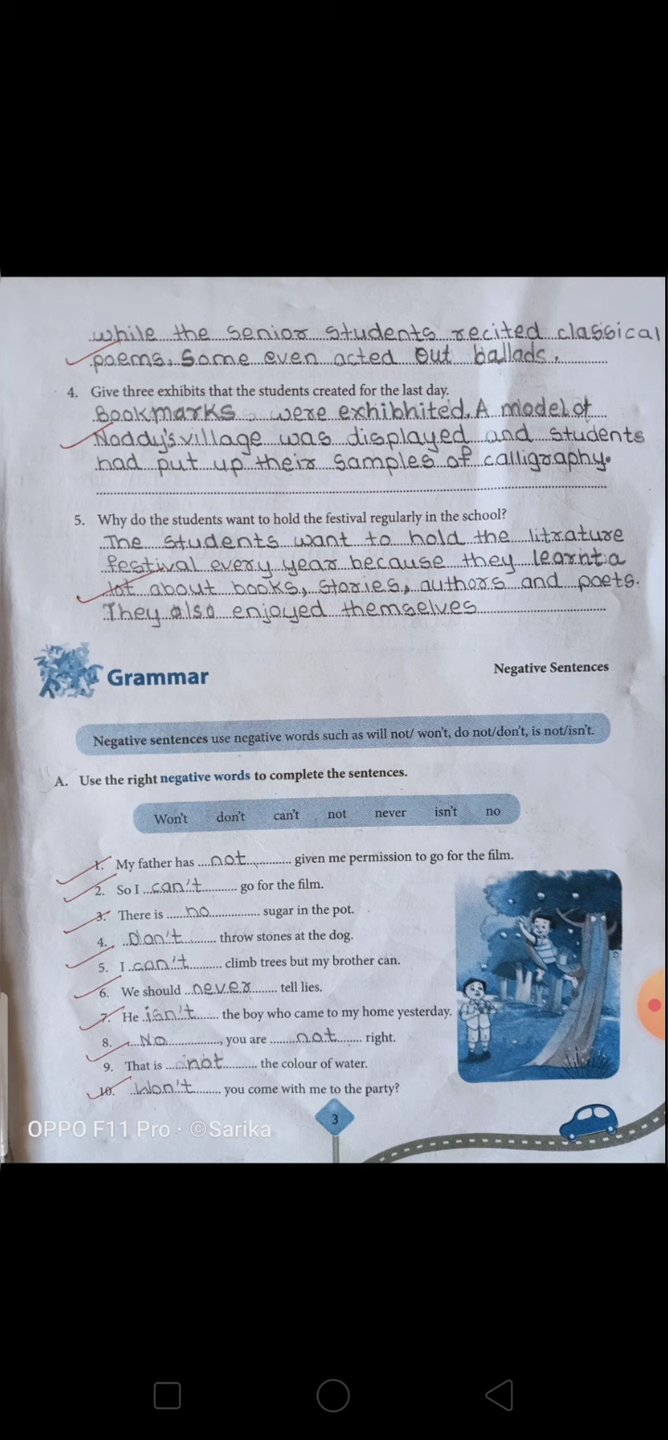 while the senior students recited classical
poems. Some even acted out ballads.
4. Give three exhibits that the students created for the last day.
Bookmarks were exhibhited. A model of
Noddy's village was displayed and students
had put up their samples of calligraphy.
5. Why do the students want to hold the festival regularly in the school?
The students want to hold the litrature
festival every year because they learnt a
lot about books, stories, authors and poets.
They also enjoyed themselves
Grammar
Negative Sentences
Negative sentences use negative words such as will not/ won't, do not/don't, is not/isn't.
A. Use the right negative words to complete the sentences.
Won't don't can't not never isn't no
1. My father has not given me permission to go for the film.
2. So I can't go for the film.
3. There is no sugar in the pot.
4. Don't throw stones at the dog.
5. I can't climb trees but my brother can.
6. We should never tell lies.
7. He isn't the boy who came to my home yesterday.
8. No, you are not right.
9. That is not the colour of water.
10. Won't you come with me to the party?
3
OPPO F11 Pro · ©Sarika